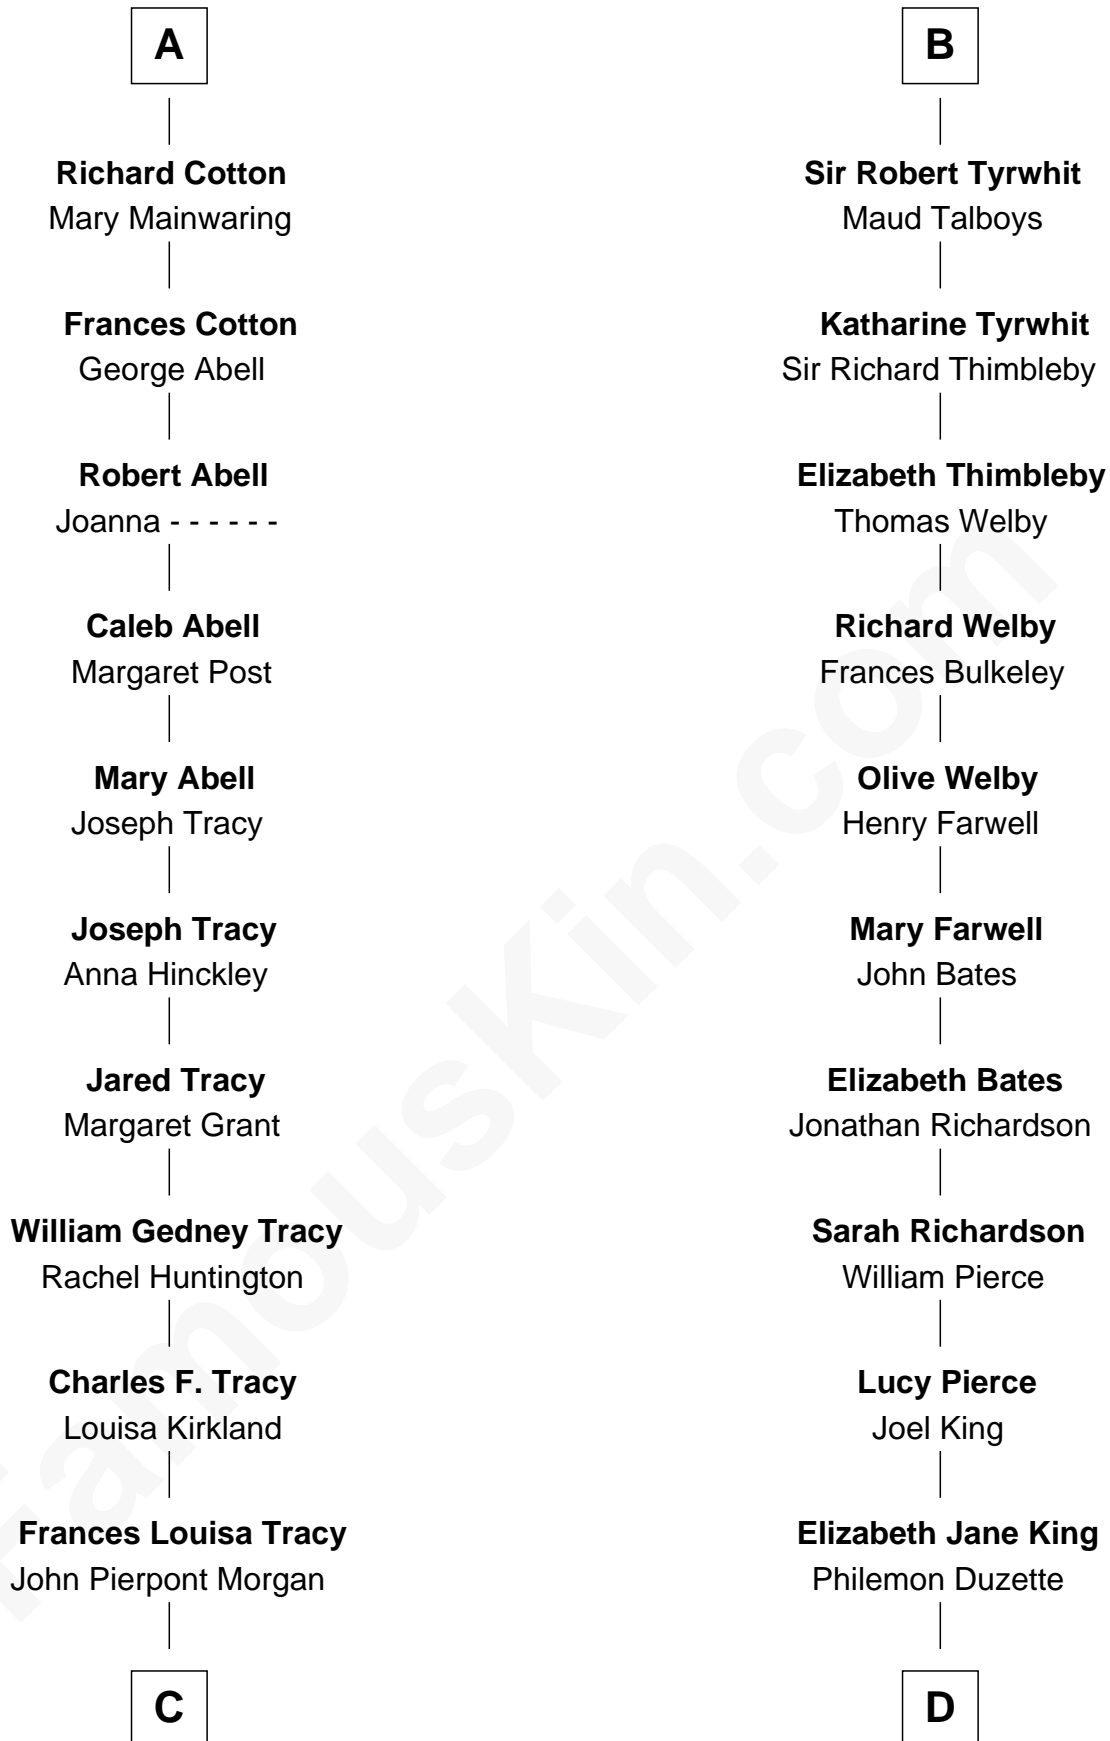 A
Richard Cotton
Mary Mainwaring
Frances Cotton
George Abell
Robert Abell
Joanna - - - - - -
Caleb Abell
Margaret Post
Mary Abell
Joseph Tracy
Joseph Tracy
Anna Hinckley
Jared Tracy
Margaret Grant
William Gedney Tracy
Rachel Huntington
Charles F. Tracy
Louisa Kirkland
Frances Louisa Tracy
John Pierpont Morgan
C
B
Sir Robert Tyrwhit
Maud Talboys
Katharine Tyrwhit
Sir Richard Thimbleby
Elizabeth Thimbleby
Thomas Welby
Richard Welby
Frances Bulkeley
Olive Welby
Henry Farwell
Mary Farwell
John Bates
Elizabeth Bates
Jonathan Richardson
Sarah Richardson
William Pierce
Lucy Pierce
Joel King
Elizabeth Jane King
Philemon Duzette
D
FamousKin.com